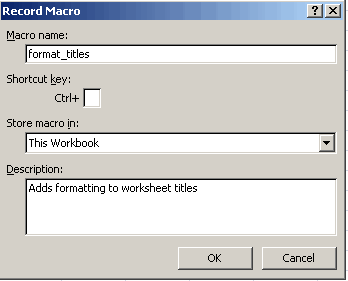 Record Macro
Macro name:
format_titles
Shortcut key:
Ctrl+
Store macro in:
This Workbook
Description:
Adds formatting to worksheet titles
OK Cancel